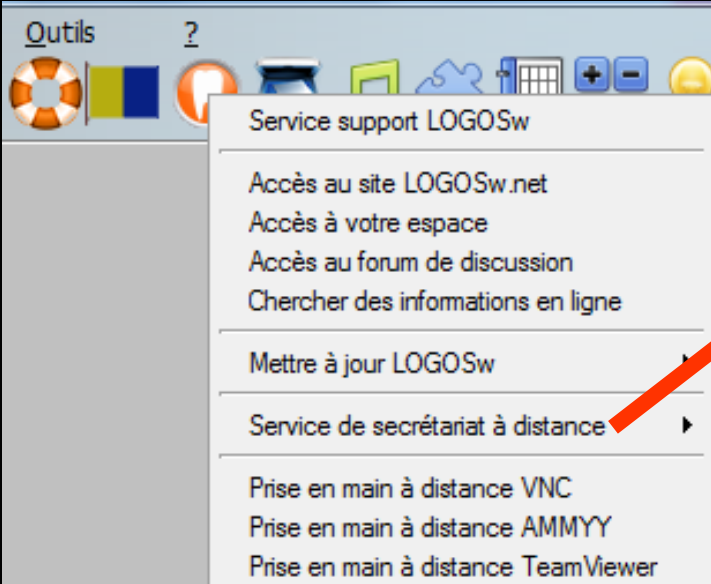 Outils ?
Service support LOGOSw
Accès au site LOGOSw.net
Accès à votre espace
Accès au forum de discussion
Chercher des informations en ligne
Mettre à jour LOGOSw
Service de secrétariat à distance
Prise en main à distance VNC
Prise en main à distance AMMYY
Prise en main à distance TeamViewer